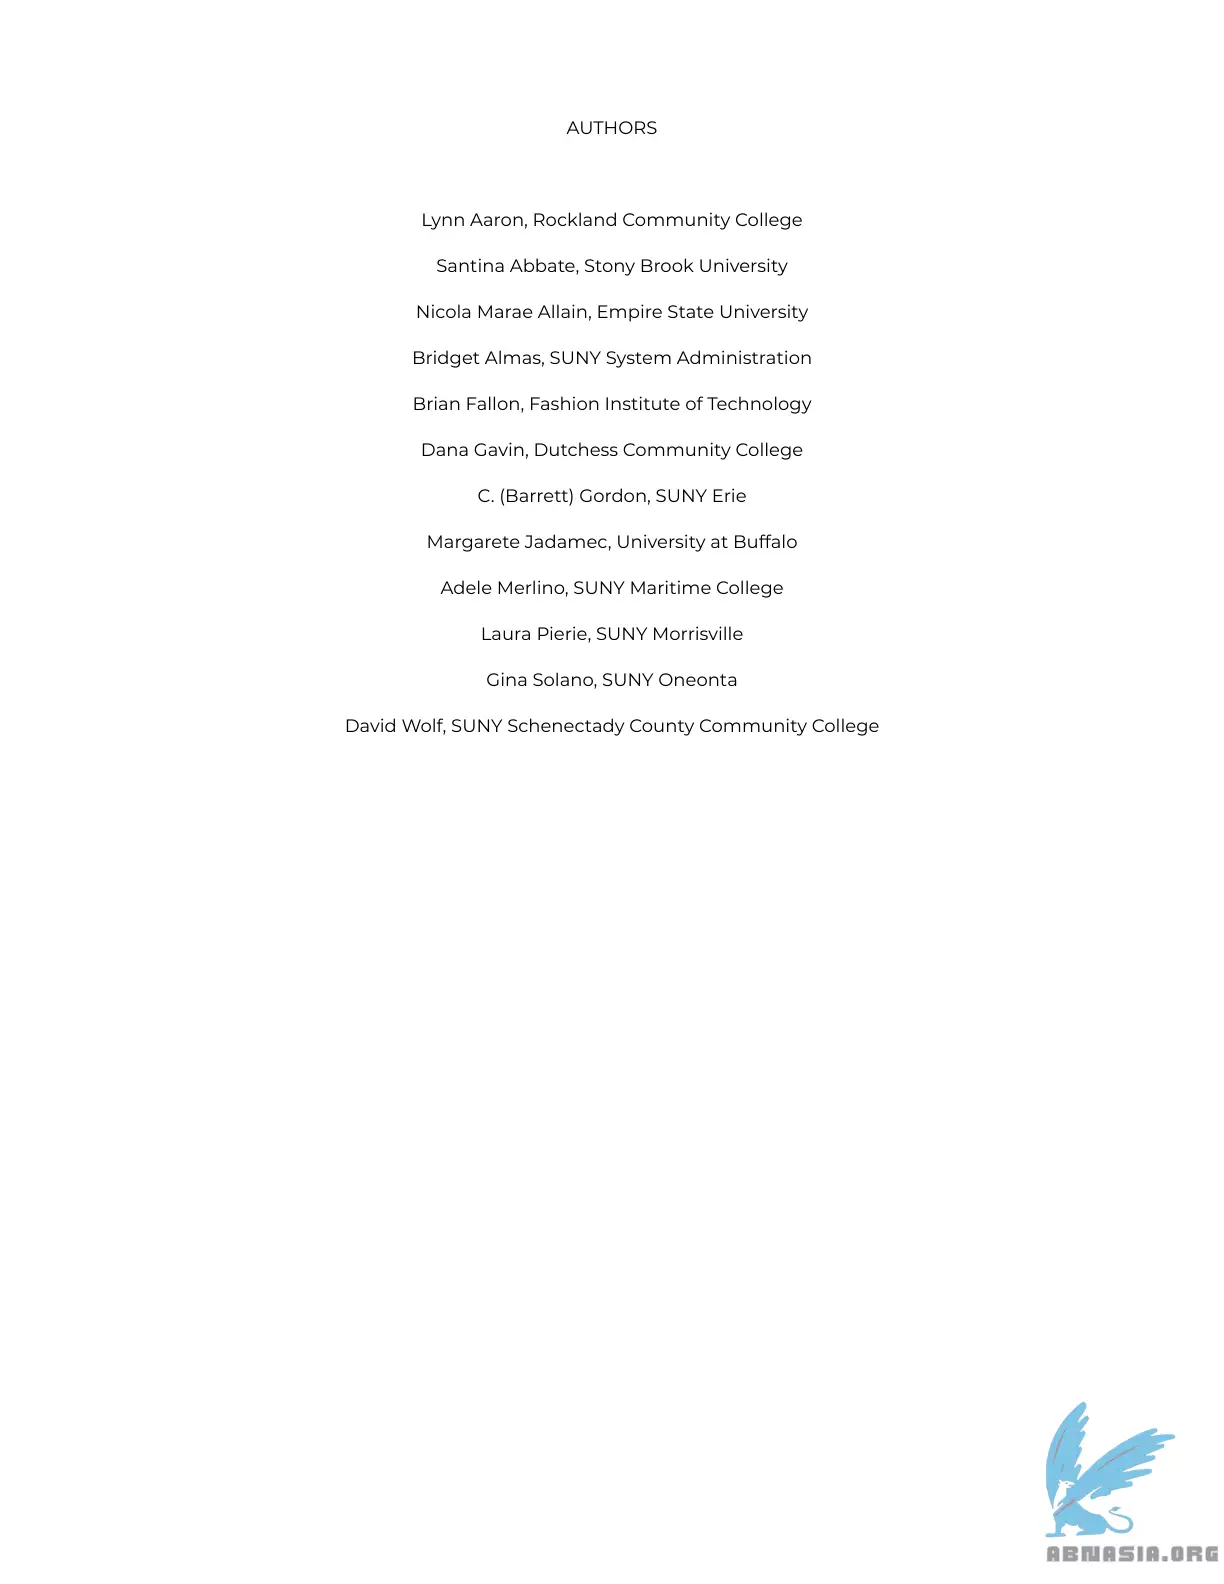 AUTHORS
Lynn Aaron, Rockland Community College
Santina Abbate, Stony Brook University
Nicola Marae Allain, Empire State University
Bridget Almas, SUNY System Administration
Brian Fallon, Fashion Institute of Technology
Dana Gavin, Dutchess Community College
C. (Barrett) Gordon, SUNY Erie
Margarete Jadamec, University at Buffalo
Adele Merlino, SUNY Maritime College
Laura Pierie, SUNY Morrisville
Gina Solano, SUNY Oneonta
David Wolf, SUNY Schenectady County Community College
ABNASIA.ORG